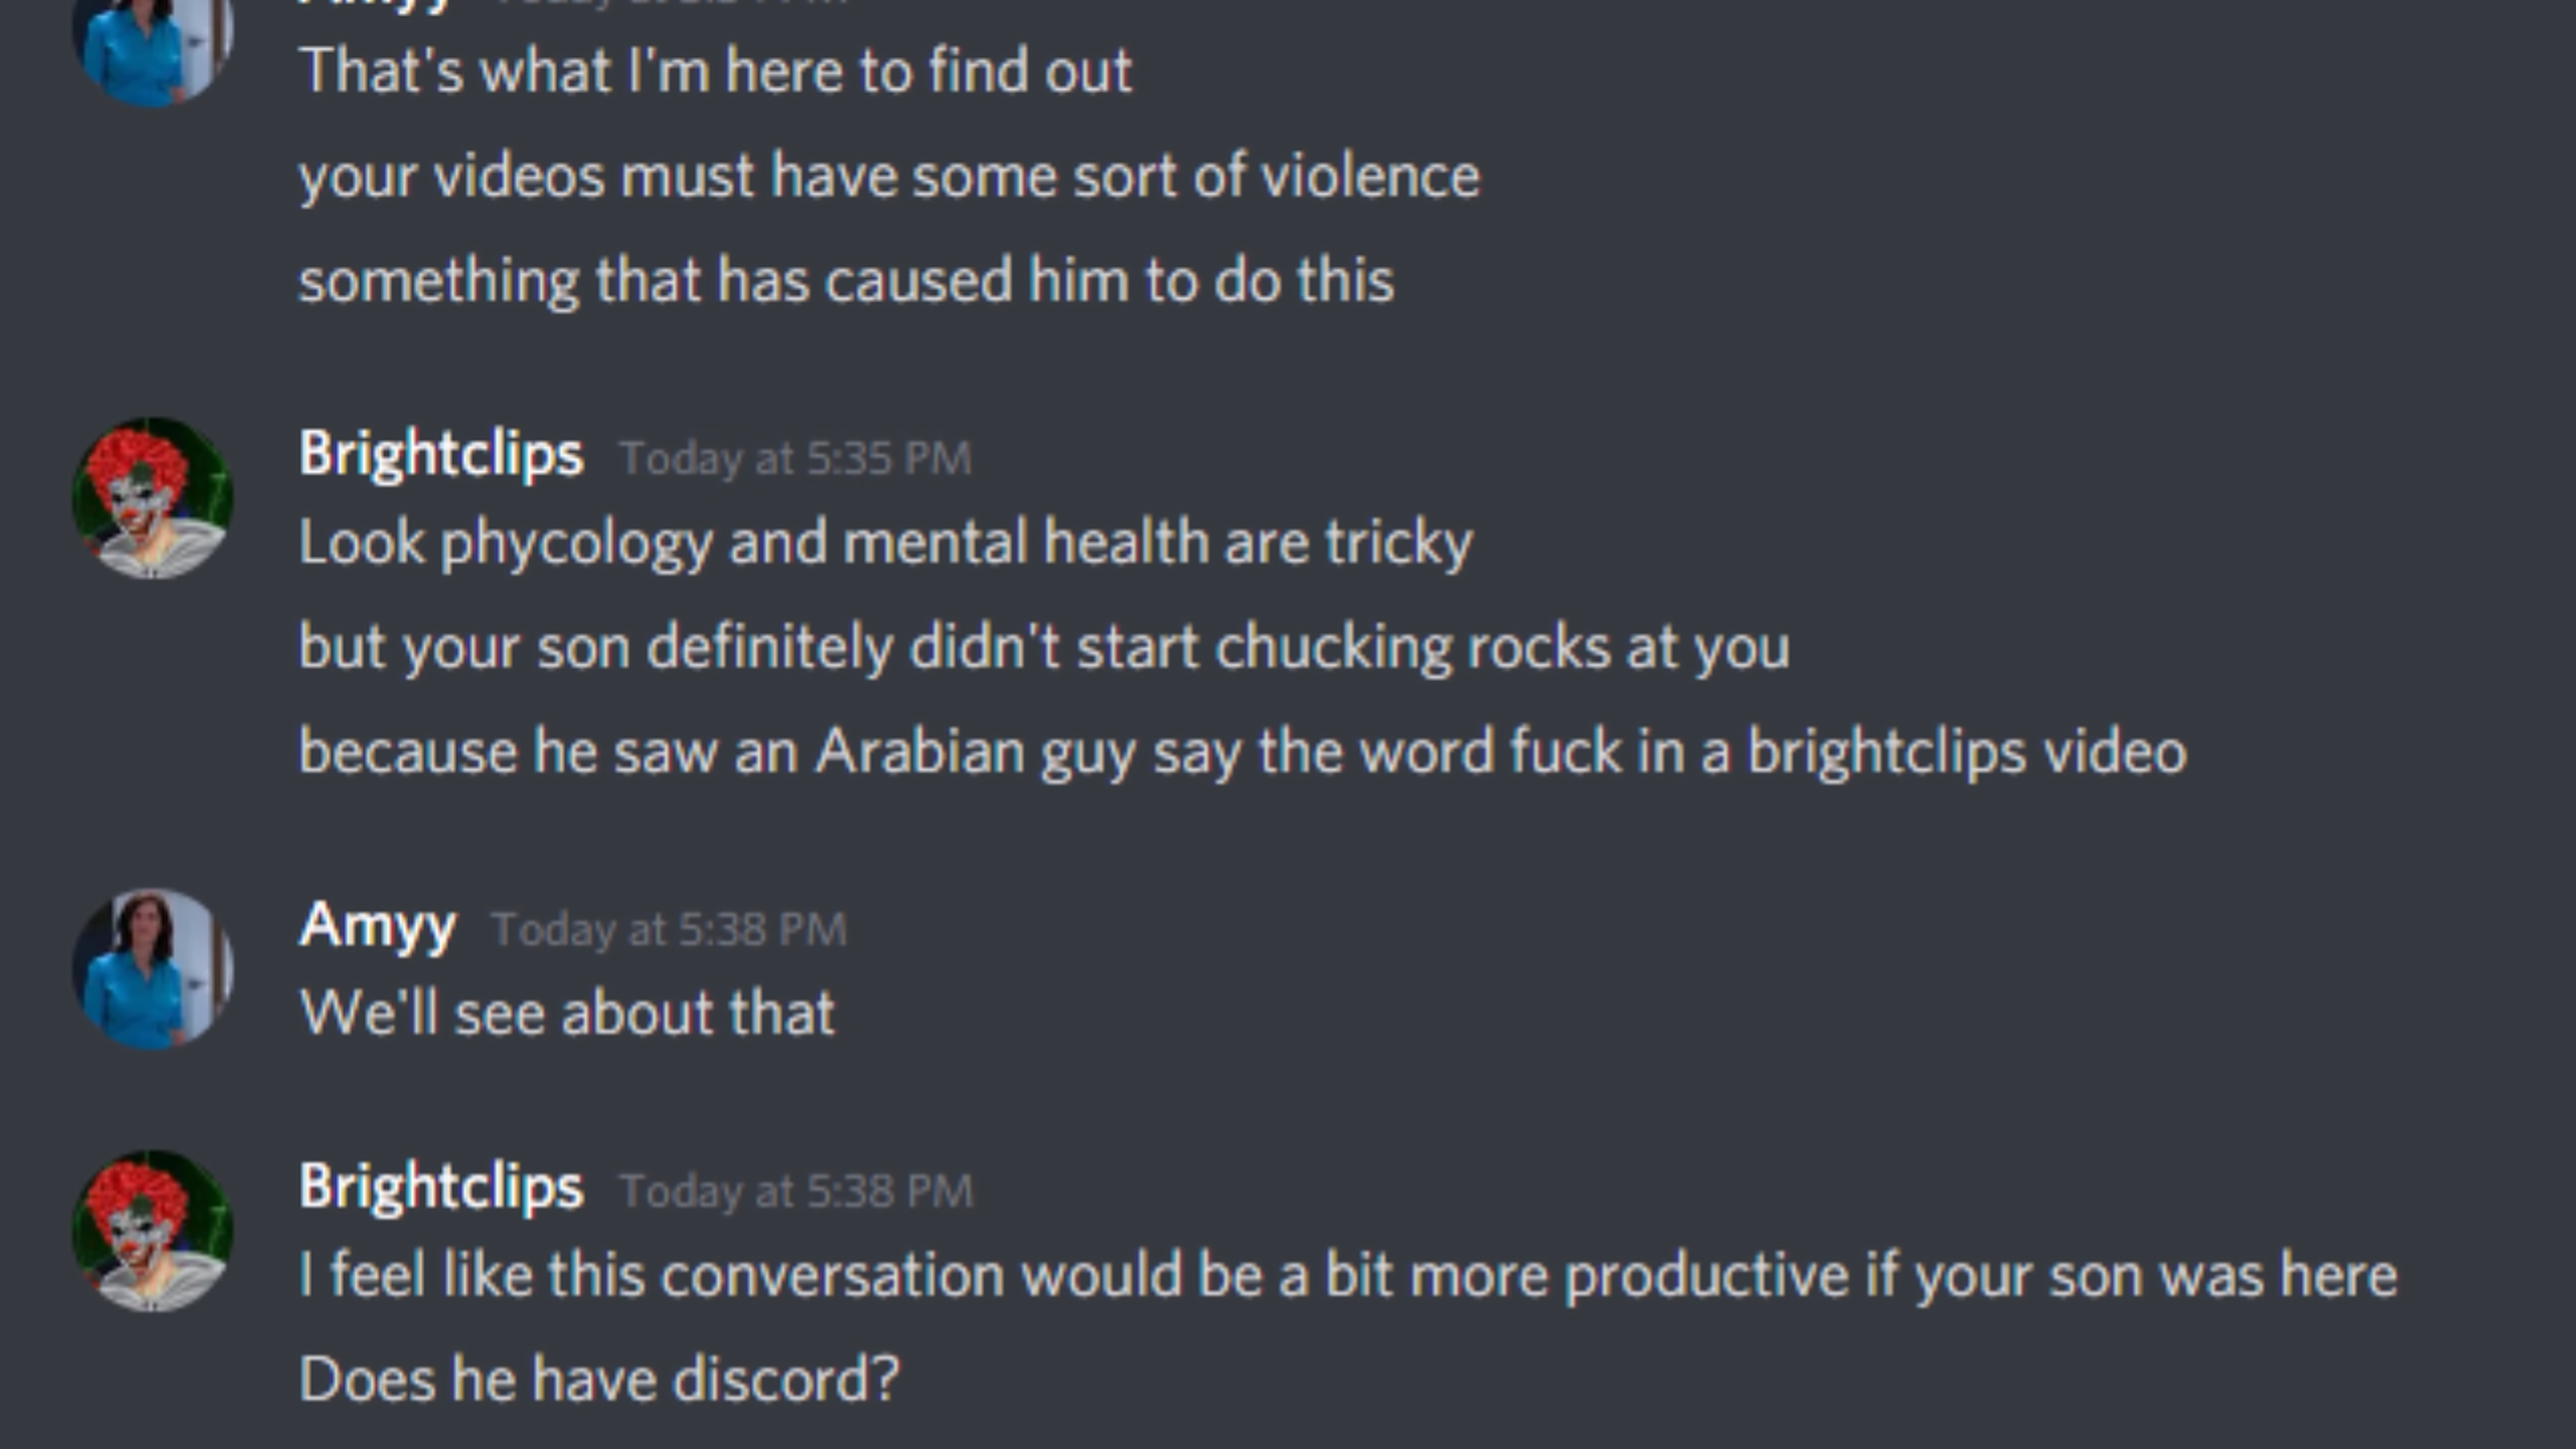 Amyy
That's what I'm here to find out
your videos must have some sort of violence
something that has caused him to do this
Brightclips Today at 5:35 PM
Look phycology and mental health are tricky
but your son definitely didn't start chucking rocks at you
because he saw an Arabian guy say the word fuck in a brightclips video
Amyy Today at 5:38 PM
We'll see about that
Brightclips Today at 5:38 PM
I feel like this conversation would be a bit more productive if your son was here
Does he have discord?